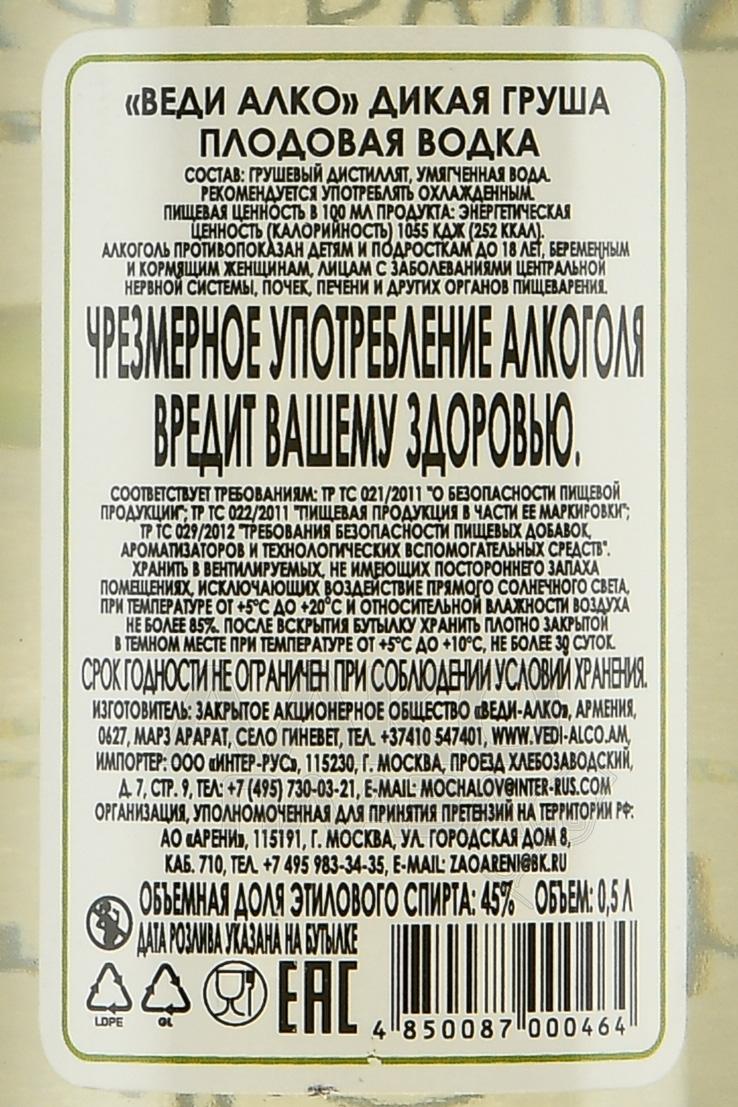 «ВЕДИ АЛКО» ДИКАЯ ГРУША
ПЛОДОВАЯ ВОДКА
СОСТАВ: ГРУШЕВЫЙ ДИСТИЛЛЯТ, УМЯГЧЕННАЯ ВОДА.
РЕКОМЕНДУЕТСЯ УПОТРЕБЛЯТЬ ОХЛАЖДЕННЫМ.
ПИЩЕВАЯ ЦЕННОСТЬ В 100 МЛ ПРОДУКТА: ЭНЕРГЕТИЧЕСКАЯ
ЦЕННОСТЬ (КАЛОРИЙНОСТЬ) 1055 КДЖ (252 ККАЛ).
АЛКОГОЛЬ ПРОТИВОПОКАЗАН ДЕТЯМ И ПОДРОСТКАМ ДО 18 ЛЕТ, БЕРЕМЕННЫМ
И КОРМЯЩИМ ЖЕНЩИНАМ, ЛИЦАМ С ЗАБОЛЕВАНИЯМИ ЦЕНТРАЛЬНОЙ
НЕРВНОЙ СИСТЕМЫ, ПОЧЕК, ПЕЧЕНИ И ДРУГИХ ОРГАНОВ ПИЩЕВАРЕНИЯ.
ЧРЕЗМЕРНОЕ УПОТРЕБЛЕНИЕ АЛКОГОЛЯ
ВРЕДИТ ВАШЕМУ ЗДОРОВЬЮ.
СООТВЕТСТВУЕТ ТРЕБОВАНИЯМ: ТР ТС 021/2011 "О БЕЗОПАСНОСТИ ПИЩЕВОЙ
ПРОДУКЦИИ"; ТР ТС 022/2011 "ПИЩЕВАЯ ПРОДУКЦИЯ В ЧАСТИ ЕЕ МАРКИРОВКИ";
ТР ТС 029/2012 "ТРЕБОВАНИЯ БЕЗОПАСНОСТИ ПИЩЕВЫХ ДОБАВОК,
АРОМАТИЗАТОРОВ И ТЕХНОЛОГИЧЕСКИХ ВСПОМОГАТЕЛЬНЫХ СРЕДСТВ".
ХРАНИТЬ В ВЕНТИЛИРУЕМЫХ, НЕ ИМЕЮЩИХ ПОСТОРОННЕГО ЗАПАХА
ПОМЕЩЕНИЯХ, ИСКЛЮЧАЮЩИХ ВОЗДЕЙСТВИЕ ПРЯМОГО СОЛНЕЧНОГО СВЕТА,
ПРИ ТЕМПЕРАТУРЕ ОТ +5°С ДО +20°С И ОТНОСИТЕЛЬНОЙ ВЛАЖНОСТИ ВОЗДУХА
НЕ БОЛЕЕ 85%. ПОСЛЕ ВСКРЫТИЯ БУТЫЛКУ ХРАНИТЬ ПЛОТНО ЗАКРЫТОЙ
В ТЕМНОМ МЕСТЕ ПРИ ТЕМПЕРАТУРЕ ОТ +5°С ДО +10°С, НЕ БОЛЕЕ 30 СУТОК.
СРОК ГОДНОСТИ НЕ ОГРАНИЧЕН ПРИ СОБЛЮДЕНИИ УСЛОВИЙ ХРАНЕНИЯ.
ИЗГОТОВИТЕЛЬ: ЗАКРЫТОЕ АКЦИОНЕРНОЕ ОБЩЕСТВО «ВЕДИ-АЛКО», АРМЕНИЯ,
0627, МАРЗ АРАРАТ, СЕЛО ГИНЕВЕТ, ТЕЛ. +37410 547401, WWW.VEDI-ALCO.AM,
ИМПОРТЕР: ООО «ИНТЕР-РУС», 115230, Г. МОСКВА, ПРОЕЗД ХЛЕБОЗАВОДСКИЙ,
Д. 7, СТР. 9, ТЕЛ: +7 (495) 730-03-21, E-MAIL: MOCHALOV@INTER-RUS.COM
ОРГАНИЗАЦИЯ, УПОЛНОМОЧЕННАЯ ДЛЯ ПРИНЯТИЯ ПРЕТЕНЗИЙ НА ТЕРРИТОРИИ РФ:
АО «АРЕНИ», 115191, Г. МОСКВА, УЛ. ГОРОДСКАЯ ДОМ 8,
КАБ. 710, ТЕЛ. +7 495 983-34-35, E-MAIL: ZAOARENI@BK.RU
ОБЪЕМНАЯ ДОЛЯ ЭТИЛОВОГО СПИРТА: 45% ОБЪЕМ: 0,5 Л
ДАТА РОЗЛИВА УКАЗАНА НА БУТЫЛКЕ
LDPE GL EAC 4 850087 000464